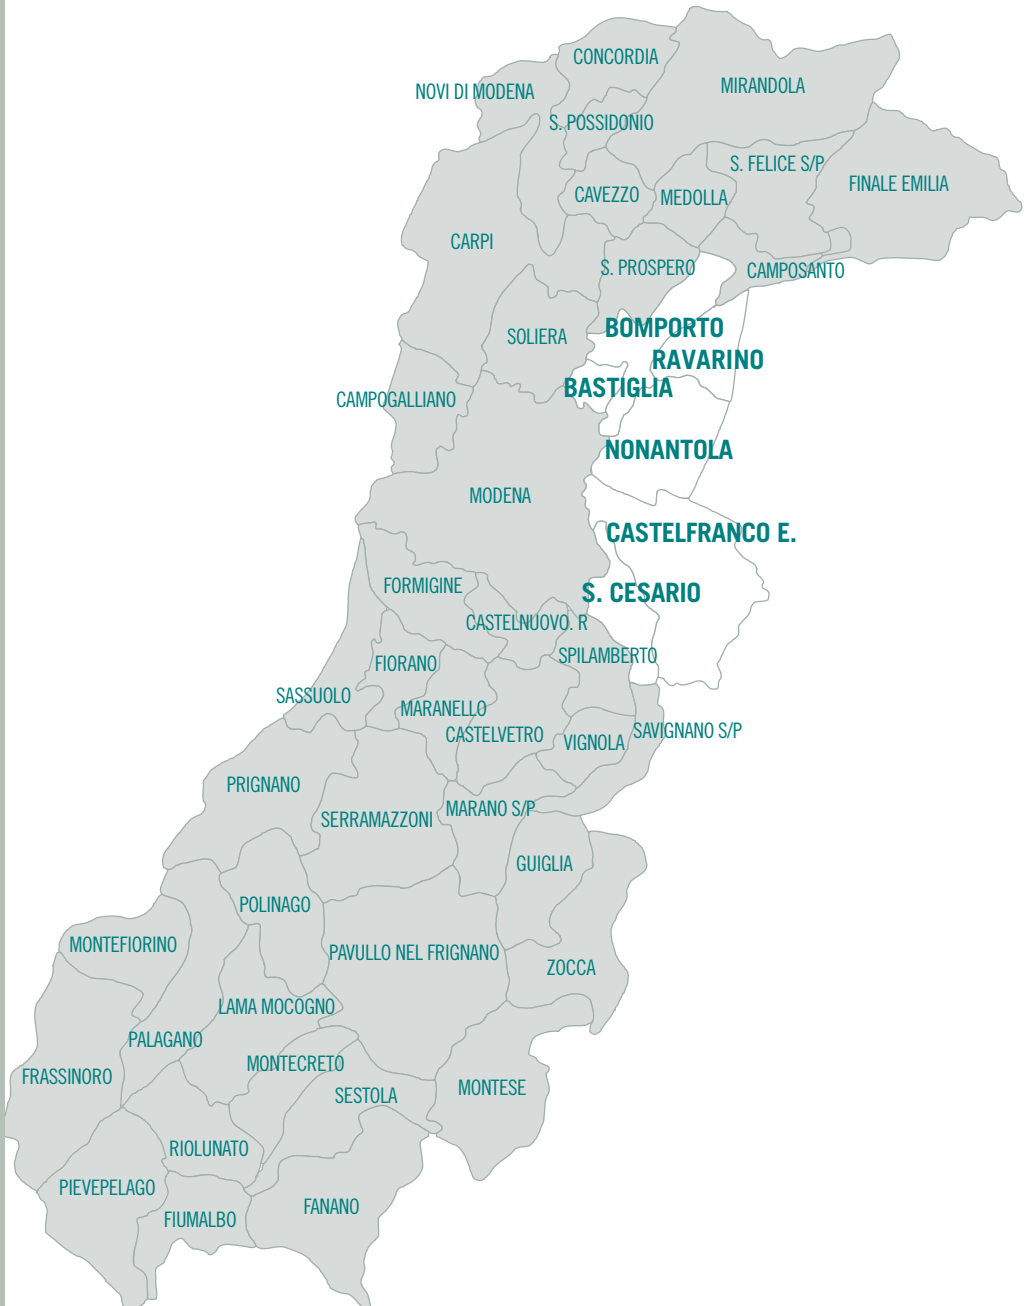 CONCORDIA
MIRANDOLA
NOVI DI MODENA
S. POSSIDONIO
S. FELICE S/P
FINALE EMILIA
CAVEZZO
MEDOLLA
CARPI
S. PROSPERO
CAMPOSANTO
BOMPORTO
SOLIERA
RAVARINO
BASTIGLIA
CAMPOGALLIANO
NONANTOLA
MODENA
CASTELFRANCO E.
FORMIGINE
S. CESARIO
CASTELNUOVO. R
SPILAMBERTO
FIORANO
SASSUOLO
MARANELLO
SAVIGNANO S/P
CASTELVETRO
VIGNOLA
PRIGNANO
MARANO S/P
SERRAMAZZONI
GUIGLIA
POLINAGO
MONTEFIORINO
PAVULLO NEL FRIGNANO
ZOCCA
LAMA MOCOGNO
PALAGANO
MONTECRETO
FRASSINORO
MONTESE
SESTOLA
RIOLUNATO
PIEVEPELAGO
FANANO
FIUMALBO